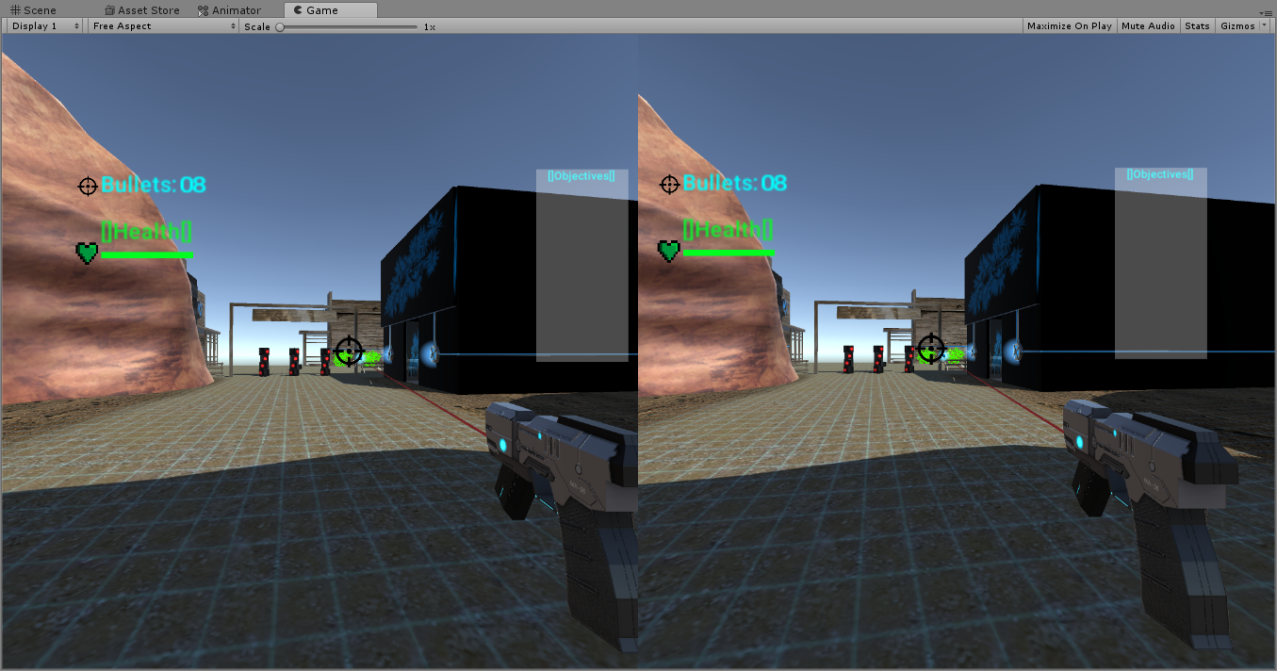 Scene Asset Store Animator Game
Display 1 Free Aspect Scale 1x Maximize On Play Mute Audio Stats Gizmos
Bullets: 08
[]Health[]
[]Objectives[]
Bullets: 08
[]Health[]
[]Objectives[]